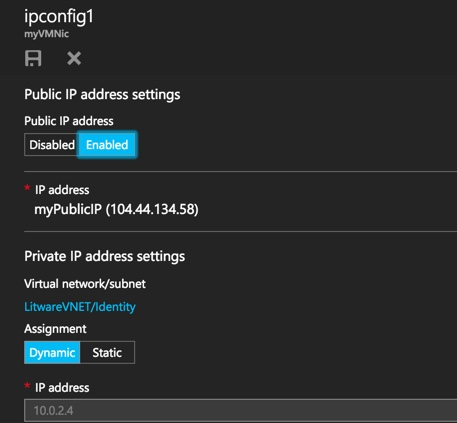 ipconfig1
myVMNic
Public IP address settings
Public IP address
Disabled Enabled
* IP address
myPublicIP (104.44.134.58)
Private IP address settings
Virtual network/subnet
LitwareVNET/Identity
Assignment
Dynamic Static
* IP address
10.0.2.4